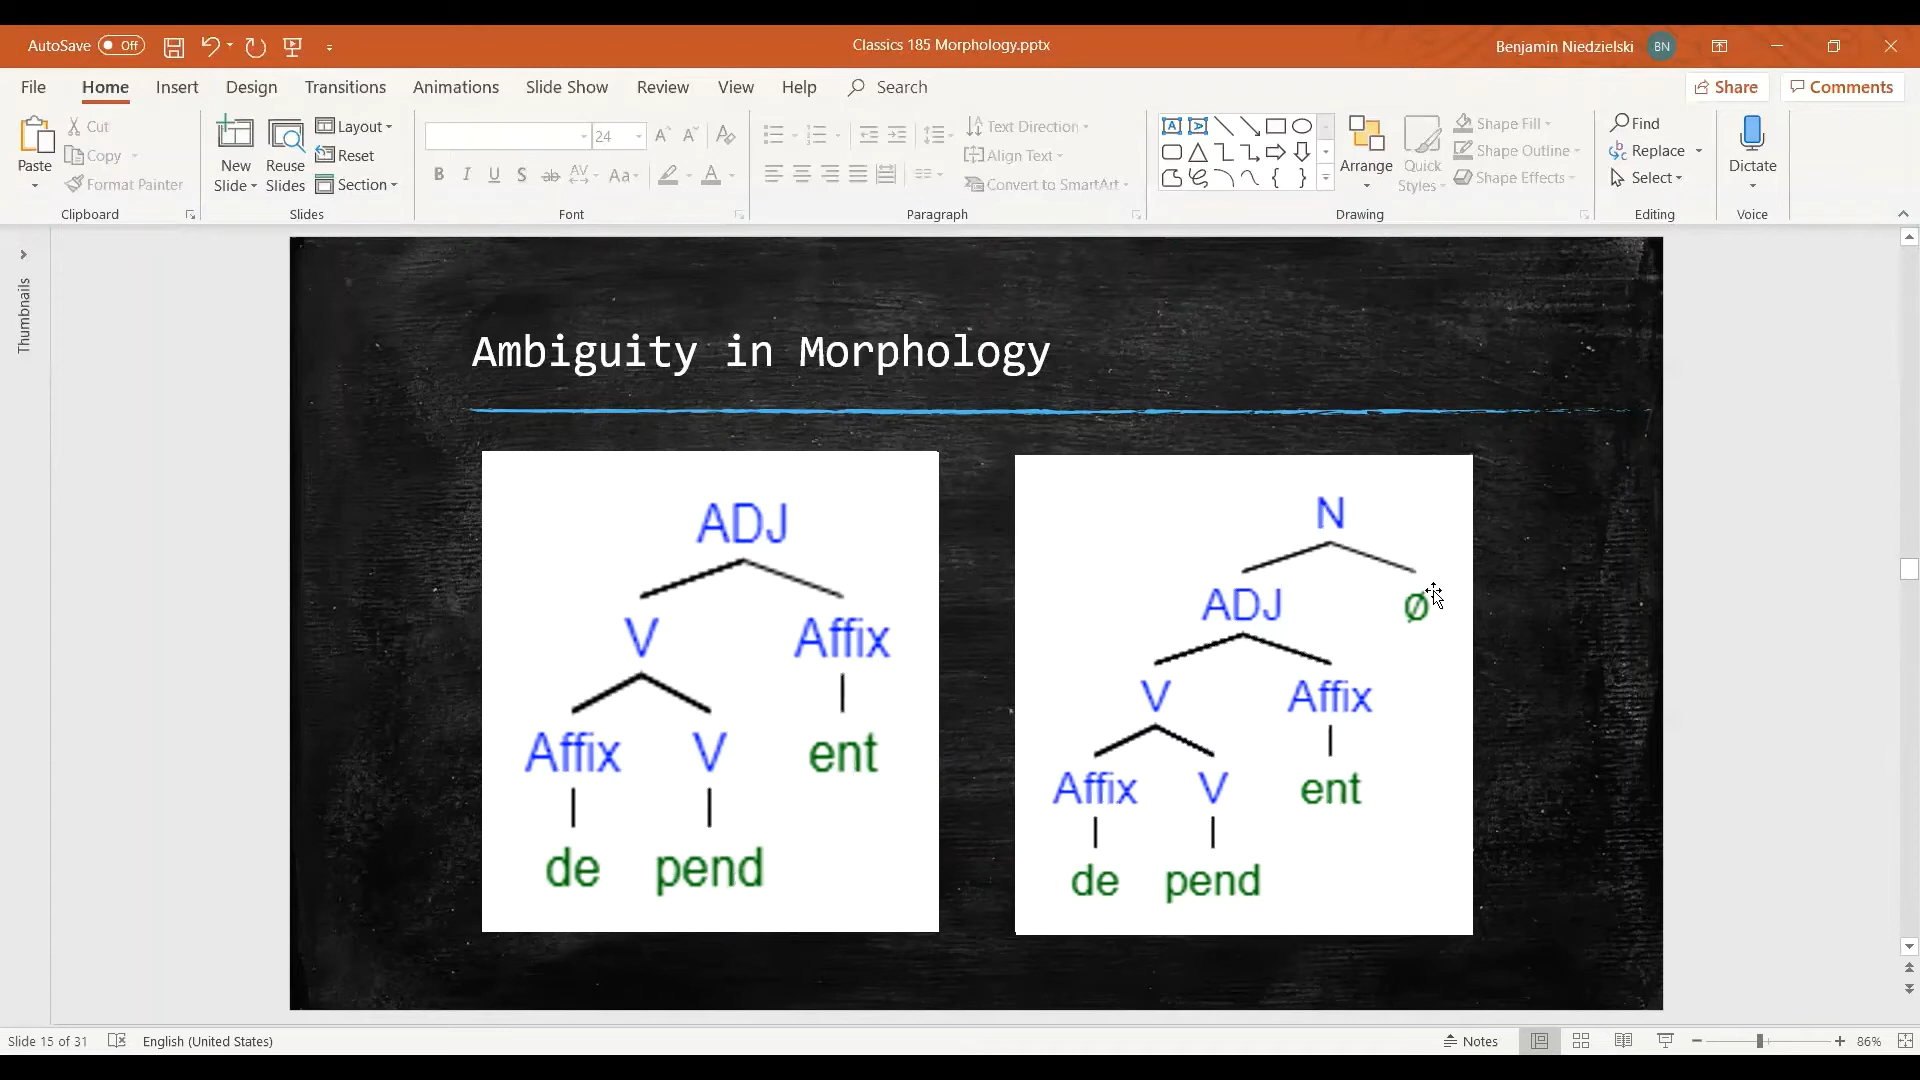 AutoSave Off
Classics 185 Morphology.pptx
Benjamin Niedzielski BN
File Home Insert Design Transitions Animations Slide Show Review View Help Search
Share Comments
Paste
Cut
Copy
Format Painter
Clipboard
New Slide
Reuse Slides
Layout
Reset
Section
Slides
24
B I U S ab AV Aa A
Font
Text Direction
Align Text
Convert to SmartArt
Paragraph
Arrange
Quick Styles
Shape Fill
Shape Outline
Shape Effects
Drawing
Find
Replace
Select
Editing
Dictate
Voice
Thumbnails
Ambiguity in Morphology
ADJ
V Affix
Affix V ent
de pend
N
ADJ Ø
V Affix
Affix V ent
de pend
Slide 15 of 31
English (United States)
Notes
86%